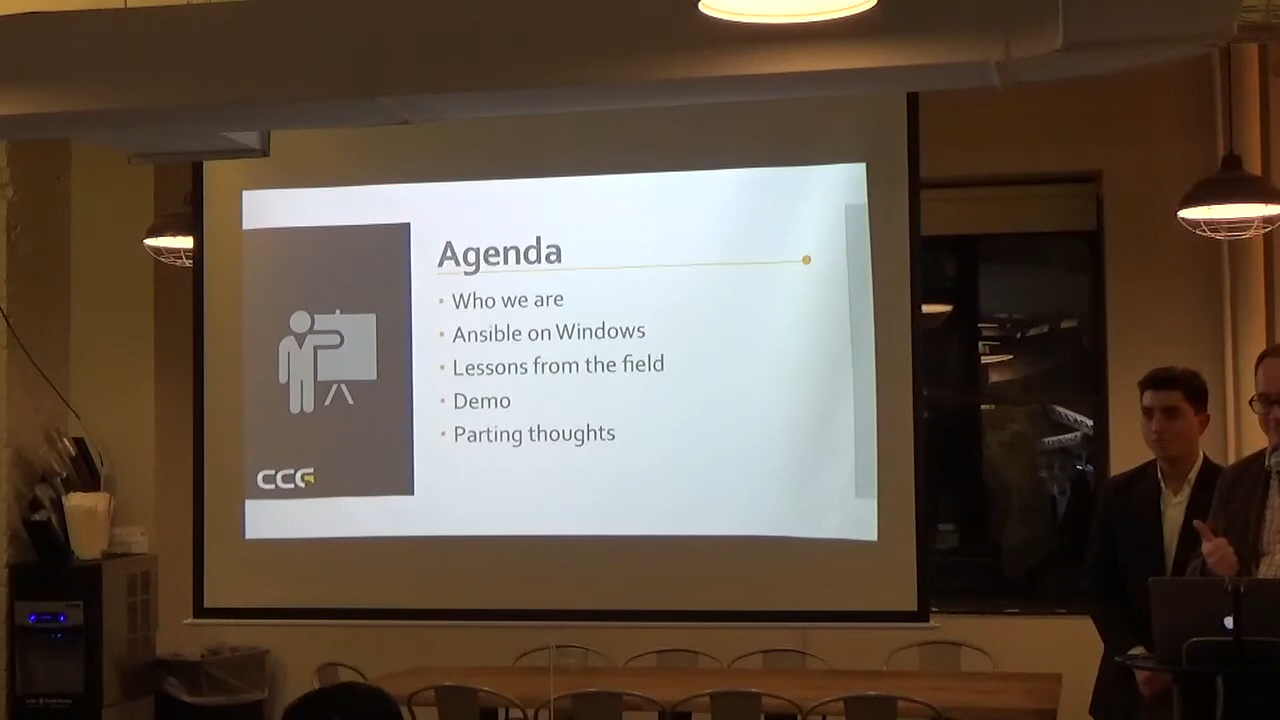 Agenda
• Who we are
• Ansible on Windows
• Lessons from the field
• Demo
• Parting thoughts
CCG